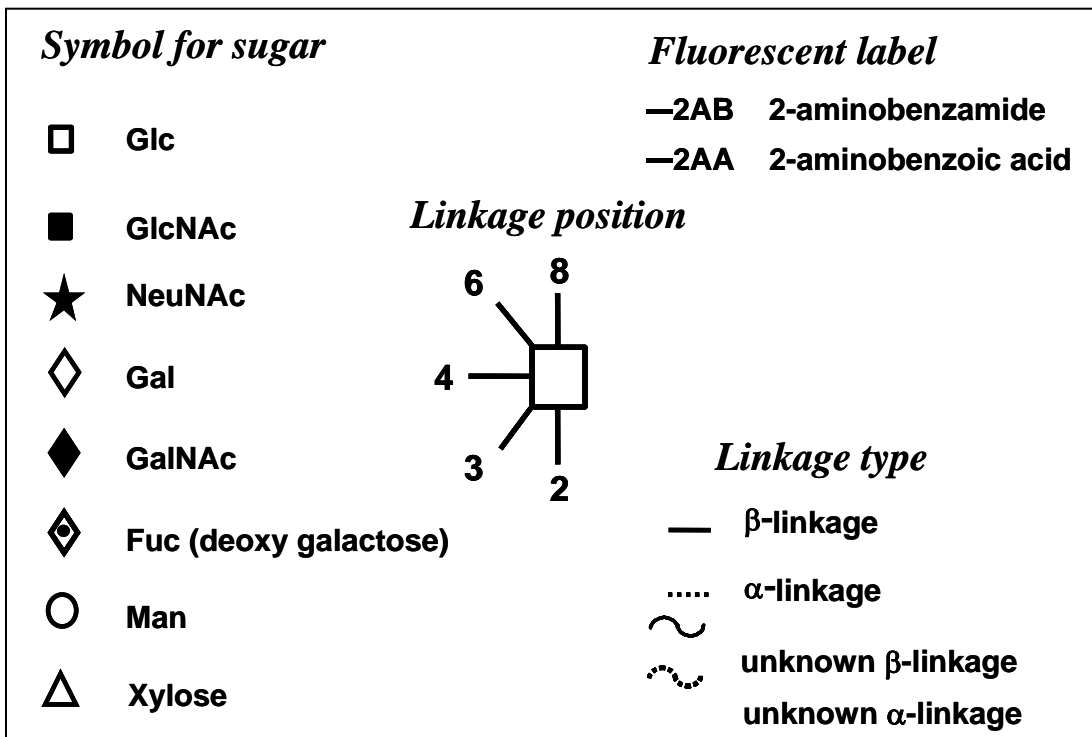 Symbol for sugar
Glc
GlcNAc
NeuNAc
Gal
GalNAc
Fuc (deoxy galactose)
Man
Xylose
Fluorescent label
—2AB 2-aminobenzamide
—2AA 2-aminobenzoic acid
Linkage position
8
6
4
3
2
Linkage type
β-linkage
α-linkage
unknown β-linkage
unknown α-linkage